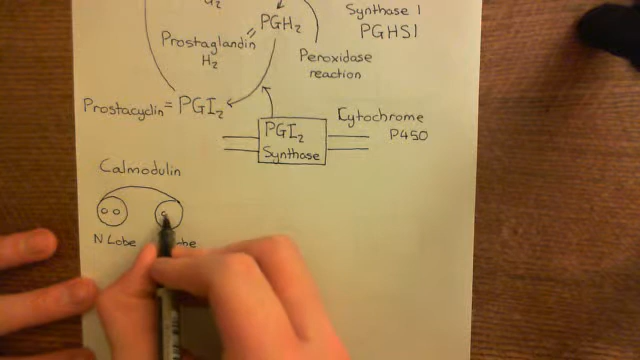 Synthase 1
PGHS1
PGH2
Prostaglandin =
H2
Peroxidase
reaction
Prostacyclin = PGI2
Cytochrome
P450
PGI2
Synthase
Calmodulin
N Lobe